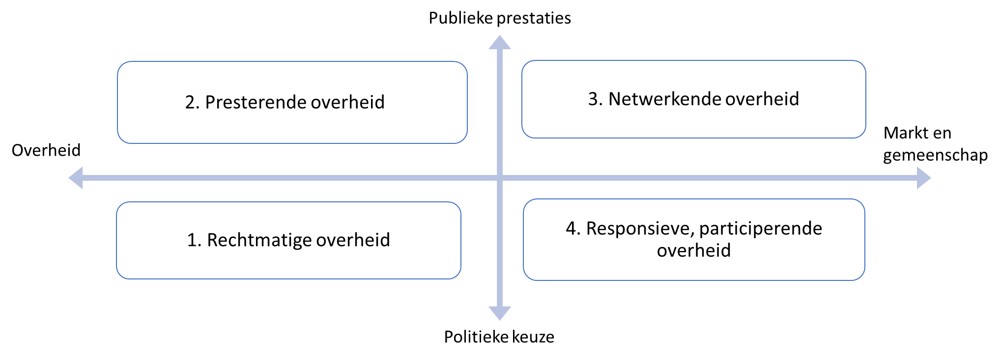 Publieke prestaties
2. Presterende overheid
3. Netwerkende overheid
Overheid
Markt en
gemeenschap
1. Rechtmatige overheid
4. Responsieve, participerende
overheid
Politieke keuze